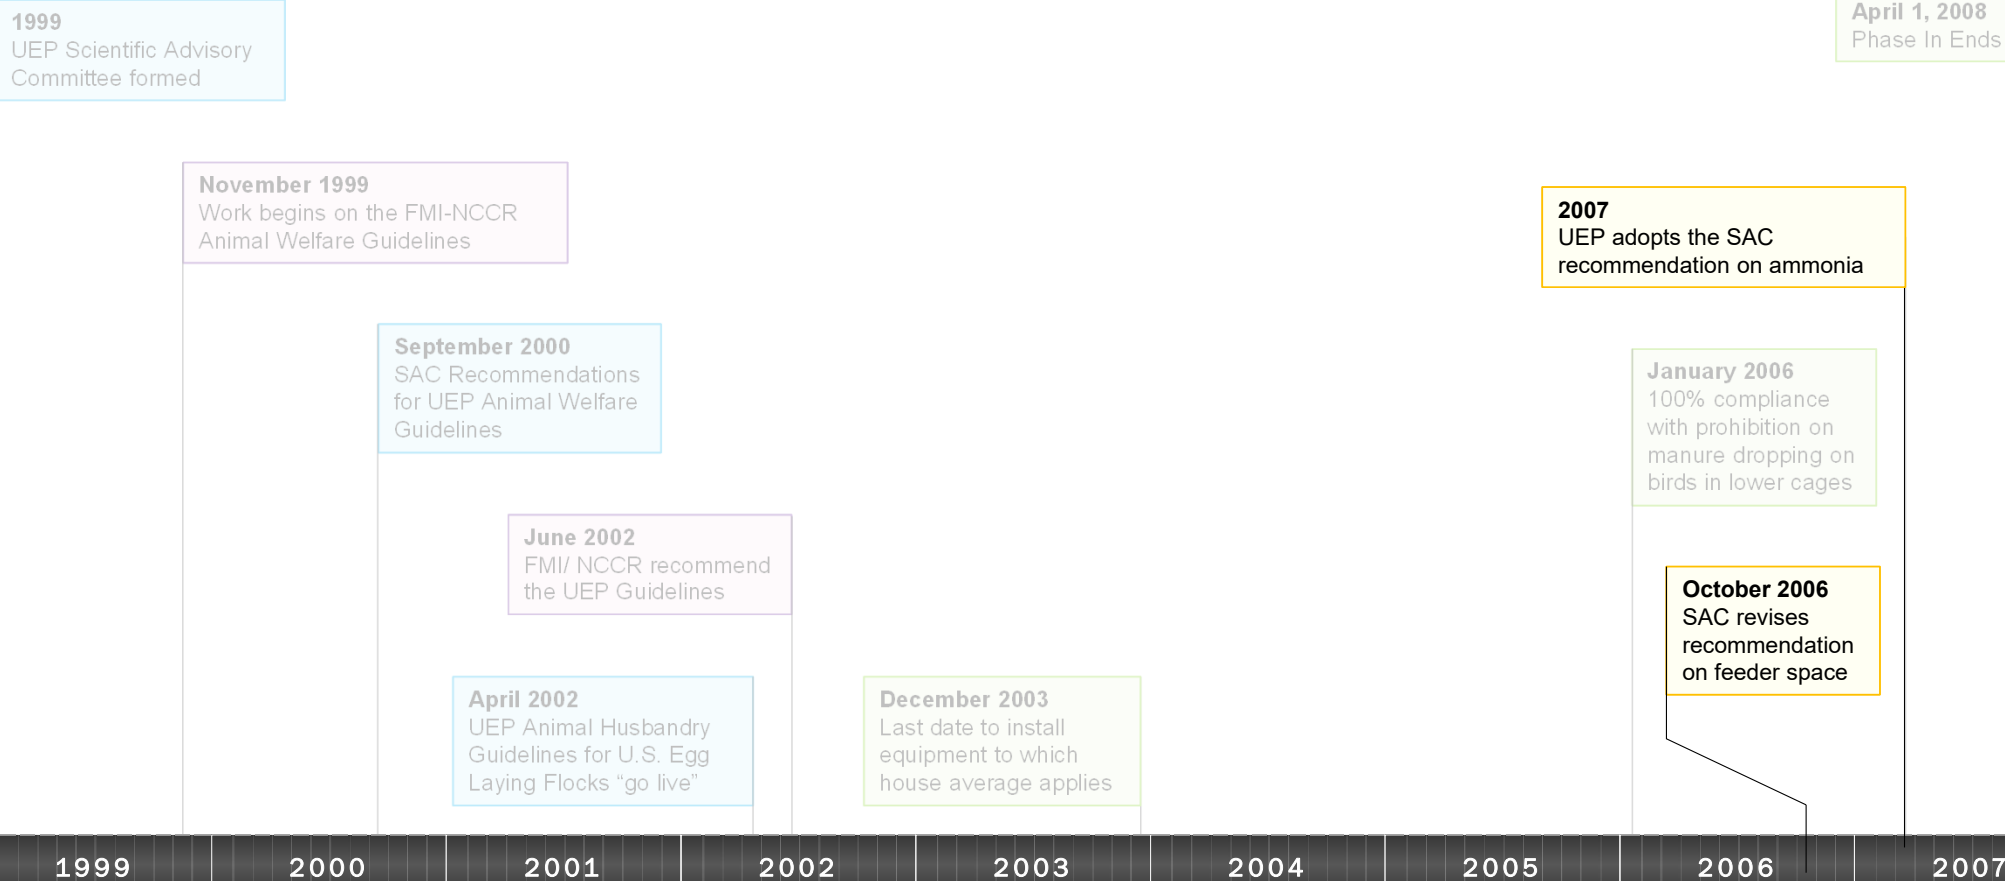 1999
UEP Scientific Advisory
Committee formed
April 1, 2008
Phase In Ends
November 1999
Work begins on the FMI-NCCR
Animal Welfare Guidelines
2007
UEP adopts the SAC
recommendation on ammonia
September 2000
SAC Recommendations
for UEP Animal Welfare
Guidelines
January 2006
100% compliance
with prohibition on
manure dropping on
birds in lower cages
June 2002
FMI/ NCCR recommend
the UEP Guidelines
October 2006
SAC revises
recommendation
on feeder space
April 2002
UEP Animal Husbandry
Guidelines for U.S. Egg
Laying Flocks “go live”
December 2003
Last date to install
equipment to which
house average applies
1999 2000 2001 2002 2003 2004 2005 2006 2007